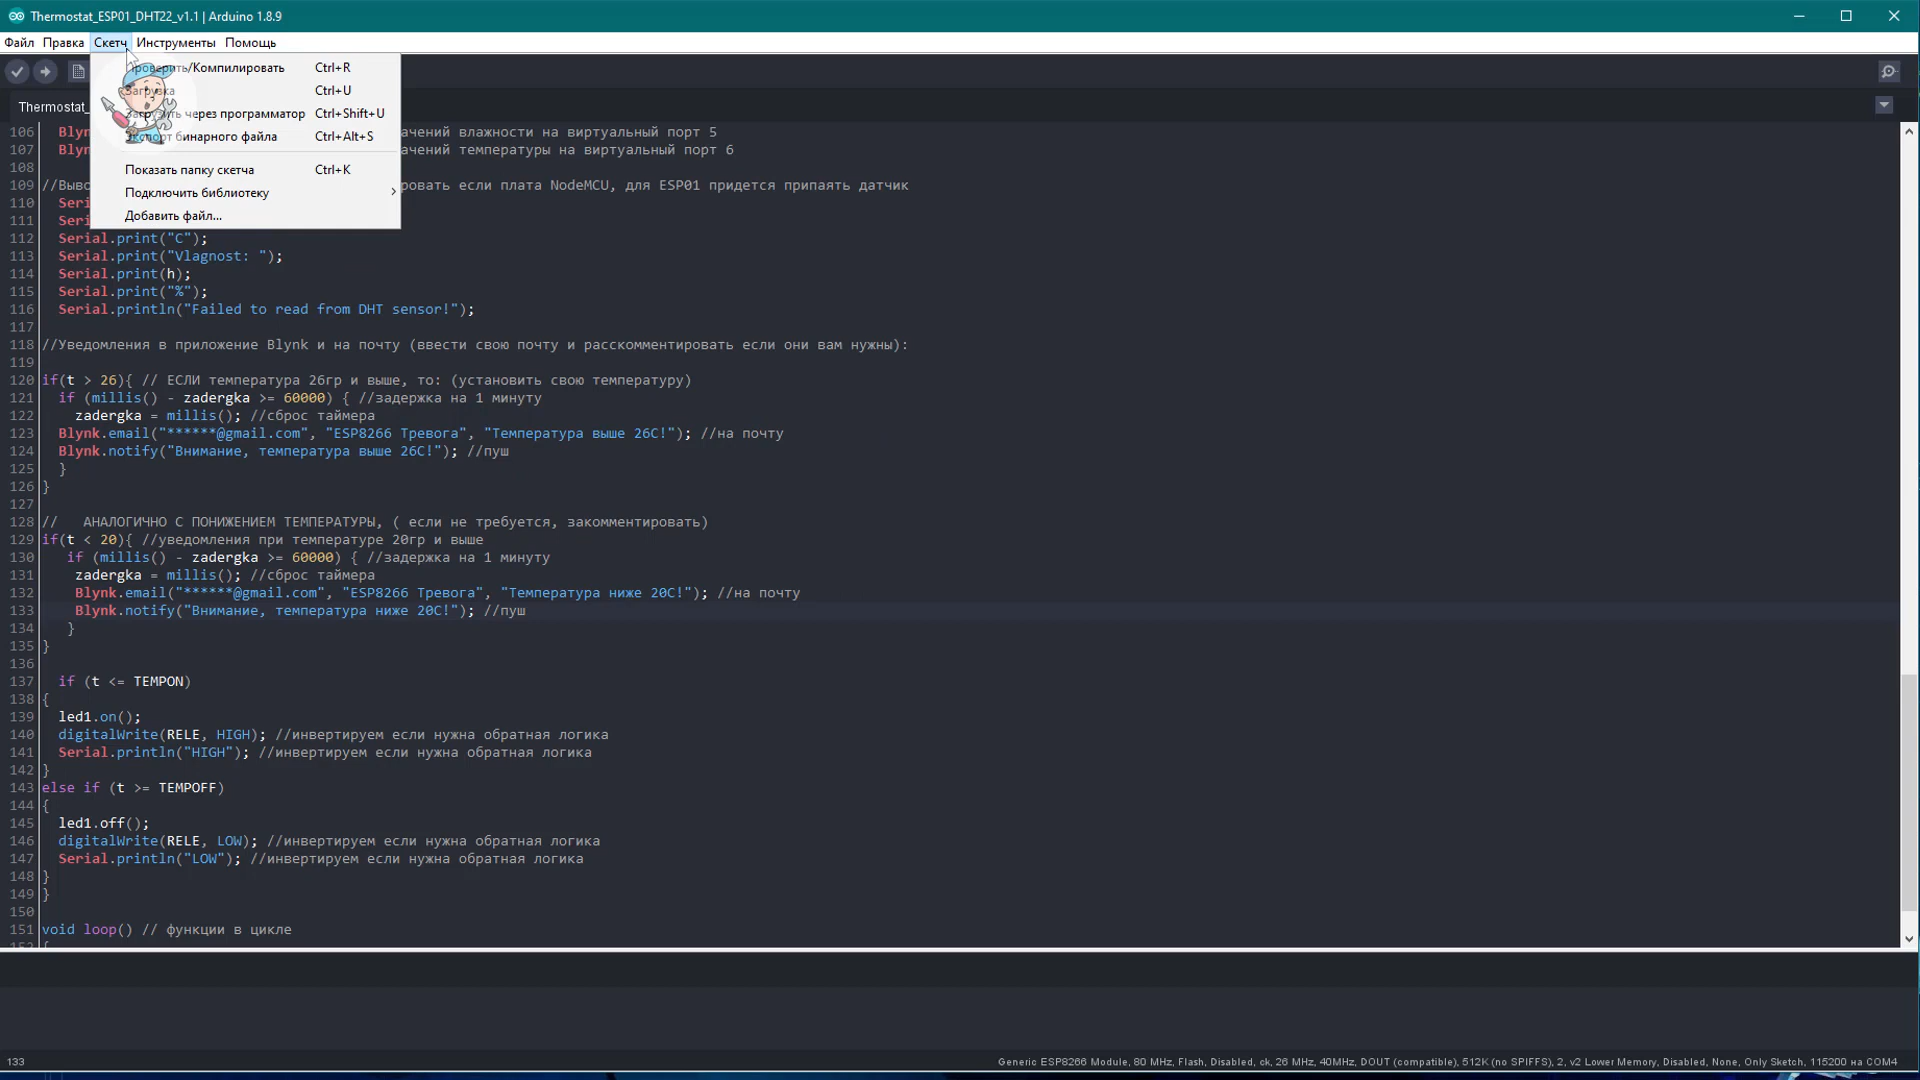 Thermostat_ESP01_DHT22_v1.1 | Arduino 1.8.9
Файл Правка Скетч Инструменты Помощь
Проверить/Компилировать Ctrl+R
Загрузка Ctrl+U
Загрузить через программатор Ctrl+Shift+U
Экспорт бинарного файла Ctrl+Alt+S
Показать папку скетча Ctrl+K
Подключить библиотеку
Добавить файл...
Thermostat_
106 Blyn ачений влажности на виртуальный порт 5
107 Blyn ачений температуры на виртуальный порт 6
108
109 //Выво ровать если плата NodeMCU, для ESP01 придется припаять датчик
110 Seri
111 Seri
112 Serial.print("C");
113 Serial.print("Vlagnost: ");
114 Serial.print(h);
115 Serial.print("%");
116 Serial.println("Failed to read from DHT sensor!");
117
118 //Уведомления в приложение Blynk и на почту (ввести свою почту и расскомментировать если они вам нужны):
119
120 if(t > 26){ // ЕСЛИ температура 26гр и выше, то: (установить свою температуру)
121 if (millis() - zadergka >= 60000) { //задержка на 1 минуту
122 zadergka = millis(); //сброс таймера
123 Blynk.email("******@gmail.com", "ESP8266 Тревога", "Температура выше 26C!"); //на почту
124 Blynk.notify("Внимание, температура выше 26C!"); //пуш
125 }
126 }
127
128 // АНАЛОГИЧНО С ПОНИЖЕНИЕМ ТЕМПЕРАТУРЫ, ( если не требуется, закомментировать)
129 if(t < 20){ //уведомления при температуре 20гр и выше
130 if (millis() - zadergka >= 60000) { //задержка на 1 минуту
131 zadergka = millis(); //сброс таймера
132 Blynk.email("******@gmail.com", "ESP8266 Тревога", "Температура ниже 20C!"); //на почту
133 Blynk.notify("Внимание, температура ниже 20C!"); //пуш
134 }
135 }
136
137 if (t <= TEMPON)
138 {
139 led1.on();
140 digitalWrite(RELE, HIGH); //инвертируем если нужна обратная логика
141 Serial.println("HIGH"); //инвертируем если нужна обратная логика
142 }
143 else if (t >= TEMPOFF)
144 {
145 led1.off();
146 digitalWrite(RELE, LOW); //инвертируем если нужна обратная логика
147 Serial.println("LOW"); //инвертируем если нужна обратная логика
148 }
149 }
150
151 void loop() // функции в цикле
152 {
133
Generic ESP8266 Module, 80 MHz, Flash, Disabled, ck, 26 MHz, 40MHz, DOUT (compatible), 512K (no SPIFFS), 2, v2 Lower Memory, Disabled, None, Only Sketch, 115200 на COM4